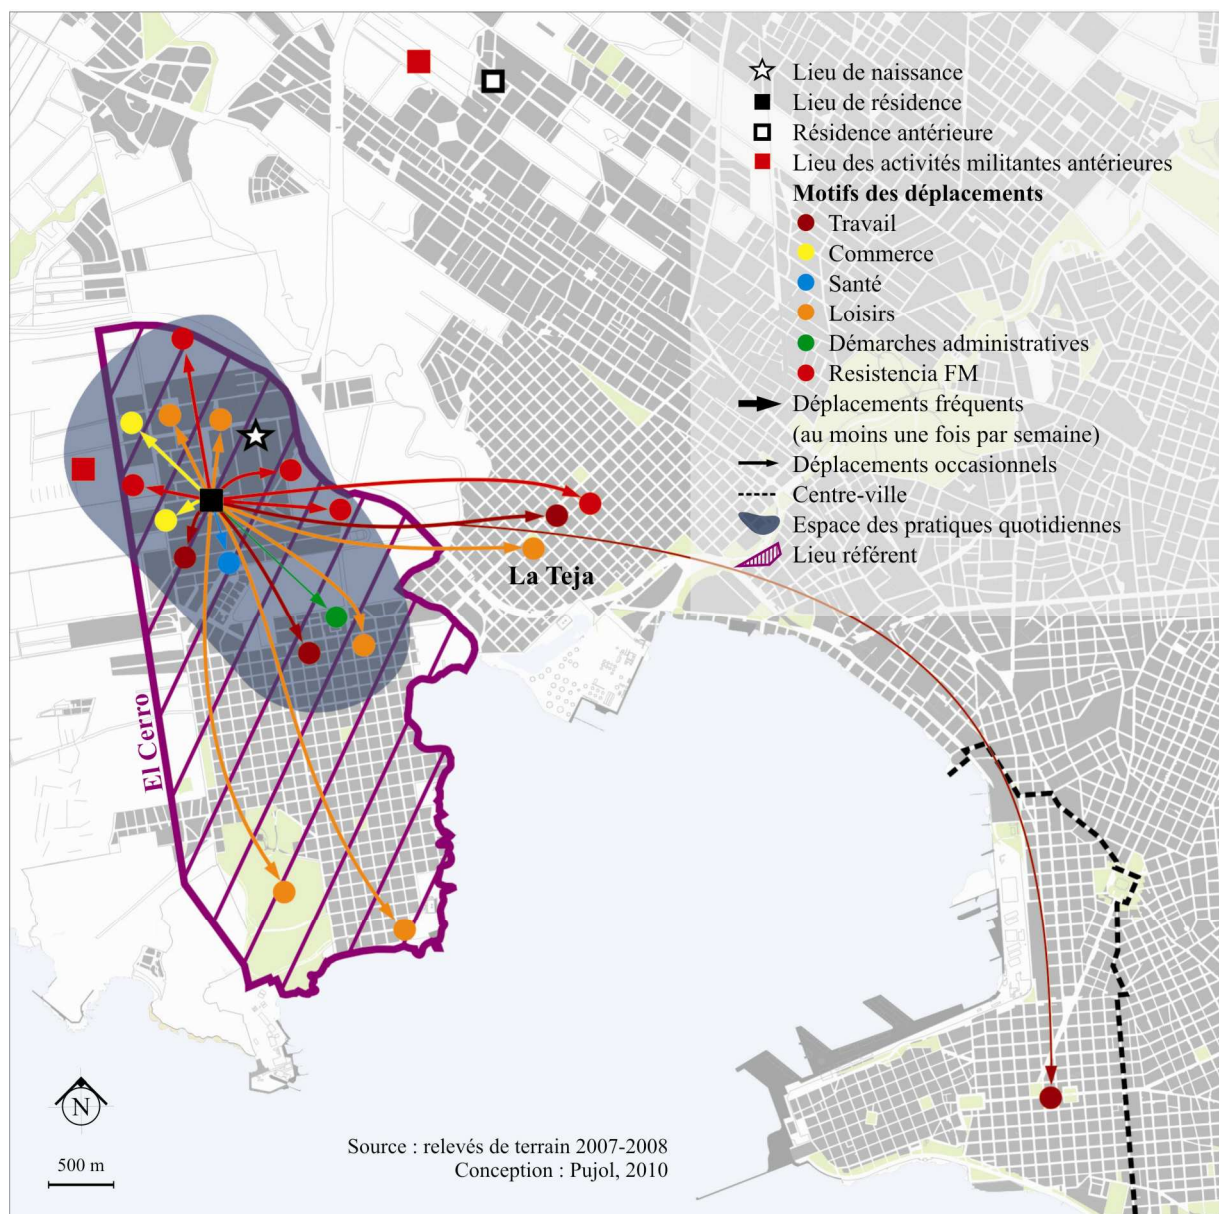 Lieu de naissance
Lieu de résidence
Résidence antérieure
Lieu des activités militantes antérieures
Motifs des déplacements
Travail
Commerce
Santé
Loisirs
Démarches administratives
Resistencia FM
Déplacements fréquents
(au moins une fois par semaine)
Déplacements occasionnels
Centre-ville
Espace des pratiques quotidiennes
Lieu référent
La Teja
El Cerro
N
500 m
Source : relevés de terrain 2007-2008
Conception : Pujol, 2010